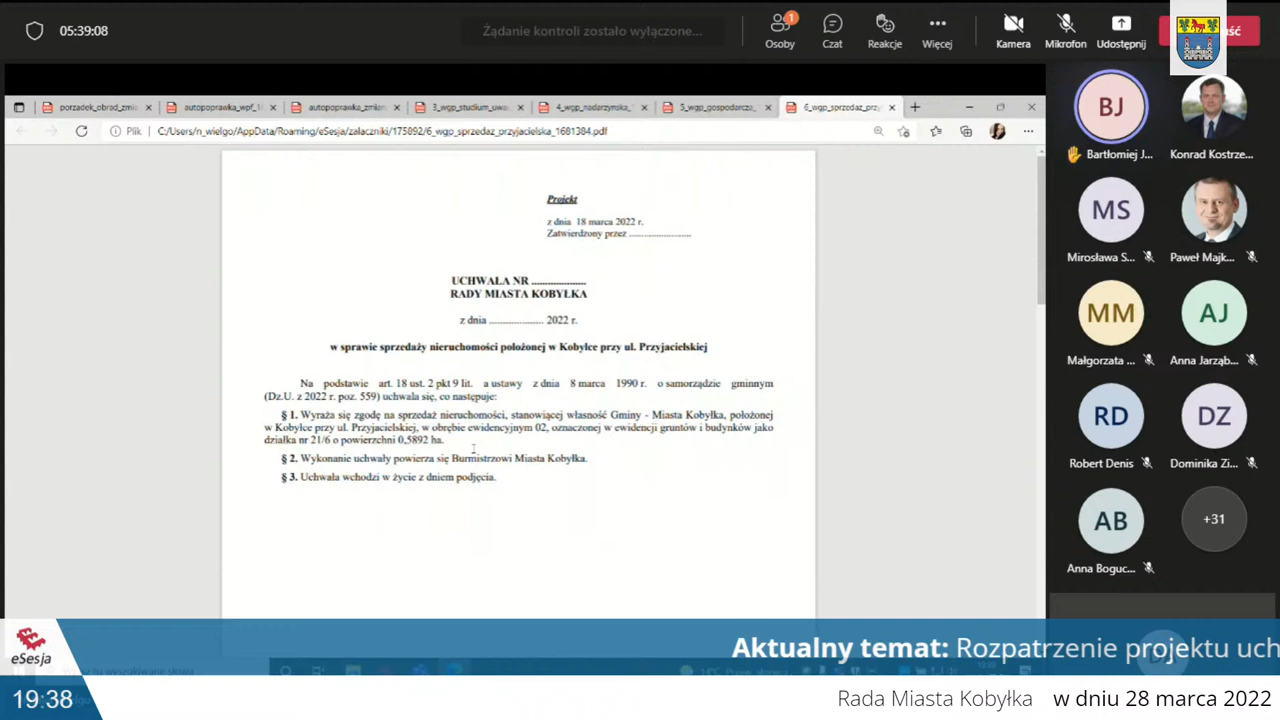 05:39:08
Żądanie kontroli zostało wyłączone...
Osoby
1
Czat
Reakcje
Więcej
Kamera
Mikrofon
Udostępnij
porzadek_obrad_zmie
autopoprawka_wpf_1
autopoprawka_zmian
3_wgp_studium_uwa
4_wgp_nadarzynska_
5_wgp_gospodarcza_
6_wgp_sprzedaz_przy
Plik
C:/Users/n_wielgo/AppData/Roaming/eSesja/zalaczniki/175892/6_wgp_sprzedaz_przyjacielska_1681384.pdf
Projekt
z dnia 18 marca 2022 r.
Zatwierdzony przez ........................
UCHWAŁA NR ......................
RADY MIASTA KOBYŁKA
z dnia ...................... 2022 r.
w sprawie sprzedaży nieruchomości położonej w Kobyłce przy ul. Przyjacielskiej
Na podstawie art. 18 ust. 2 pkt 9 lit. a ustawy z dnia 8 marca 1990 r. o samorządzie gminnym
(Dz.U. z 2022 r. poz. 559) uchwala się, co następuje:
§ 1. Wyraża się zgodę na sprzedaż nieruchomości, stanowiącej własność Gminy - Miasta Kobyłka, położonej
w Kobyłce przy ul. Przyjacielskiej, w obrębie ewidencyjnym 02, oznaczonej w ewidencji gruntów i budynków jako
działka nr 21/6 o powierzchni 0,5892 ha.
§ 2. Wykonanie uchwały powierza się Burmistrzowi Miasta Kobyłka.
§ 3. Uchwała wchodzi w życie z dniem podjęcia.
BJ
Bartłomiej J...
Konrad Kostrze...
MS
Mirosława S...
Paweł Majk...
MM
Małgorzata ...
AJ
Anna Jarząb...
RD
Robert Denis
DZ
Dominika Zi...
AB
Anna Boguc...
+31
eSesja
Aktualny temat: Rozpatrzenie projektu uch
19:38
Rada Miasta Kobyłka w dniu 28 marca 2022